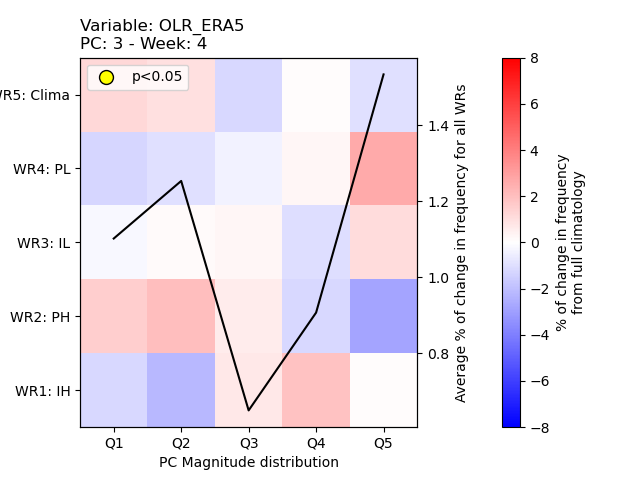 Variable: OLR_ERA5
PC: 3 - Week: 4
p<0.05
R5: Clima
WR4: PL
WR3: IL
WR2: PH
WR1: IH
Q1 Q2 Q3 Q4 Q5
PC Magnitude distribution
1.4
1.2
1.0
0.8
Average % of change in frequency for all WRs
8
6
4
2
0
−2
−4
−6
−8
% of change in frequency
from full climatology